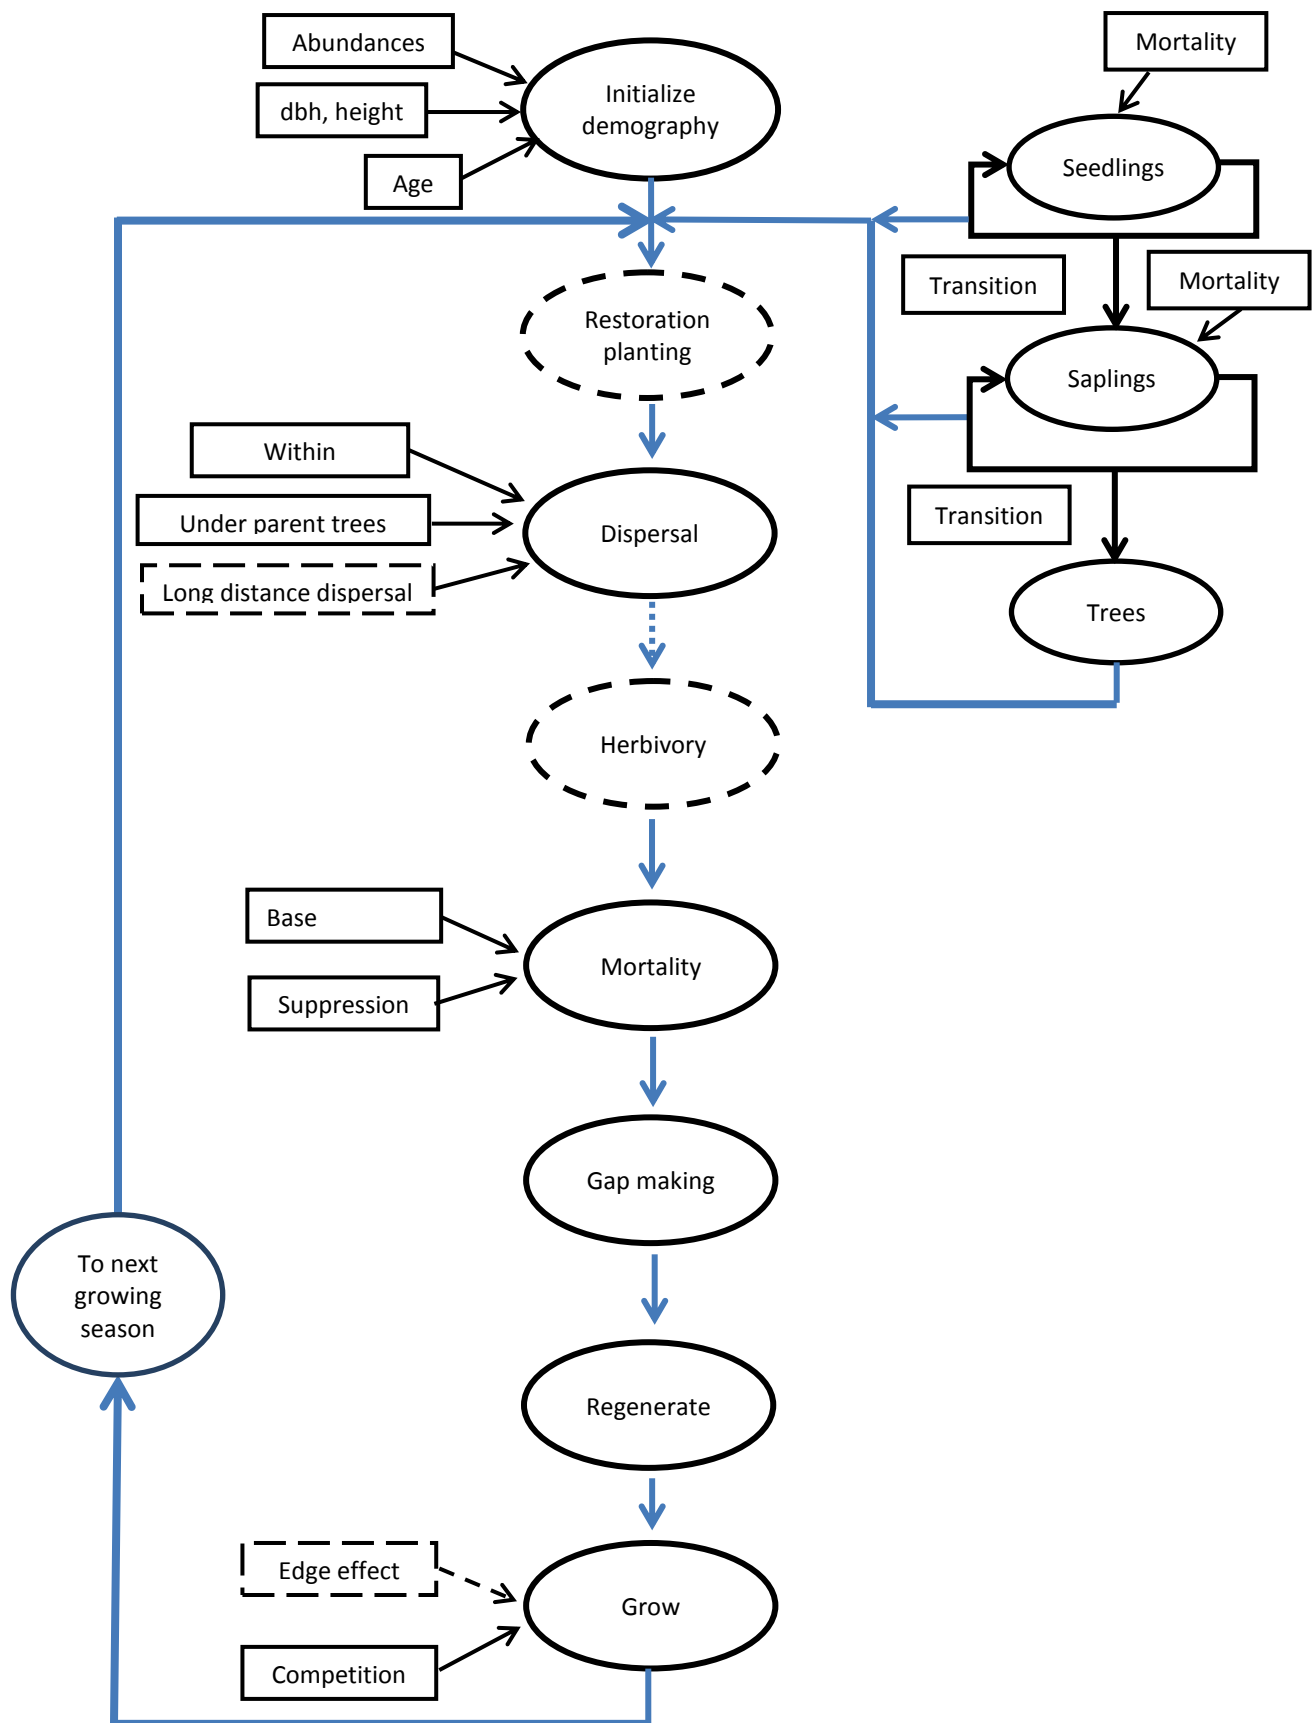 Abundances
dbh, height
Age
Initialize
demography
Mortality
Seedlings
Transition
Mortality
Saplings
Transition
Trees
Restoration
planting
Within
Under parent trees
Long distance dispersal
Dispersal
Herbivory
Base
Suppression
Mortality
Gap making
To next
growing
season
Regenerate
Edge effect
Competition
Grow